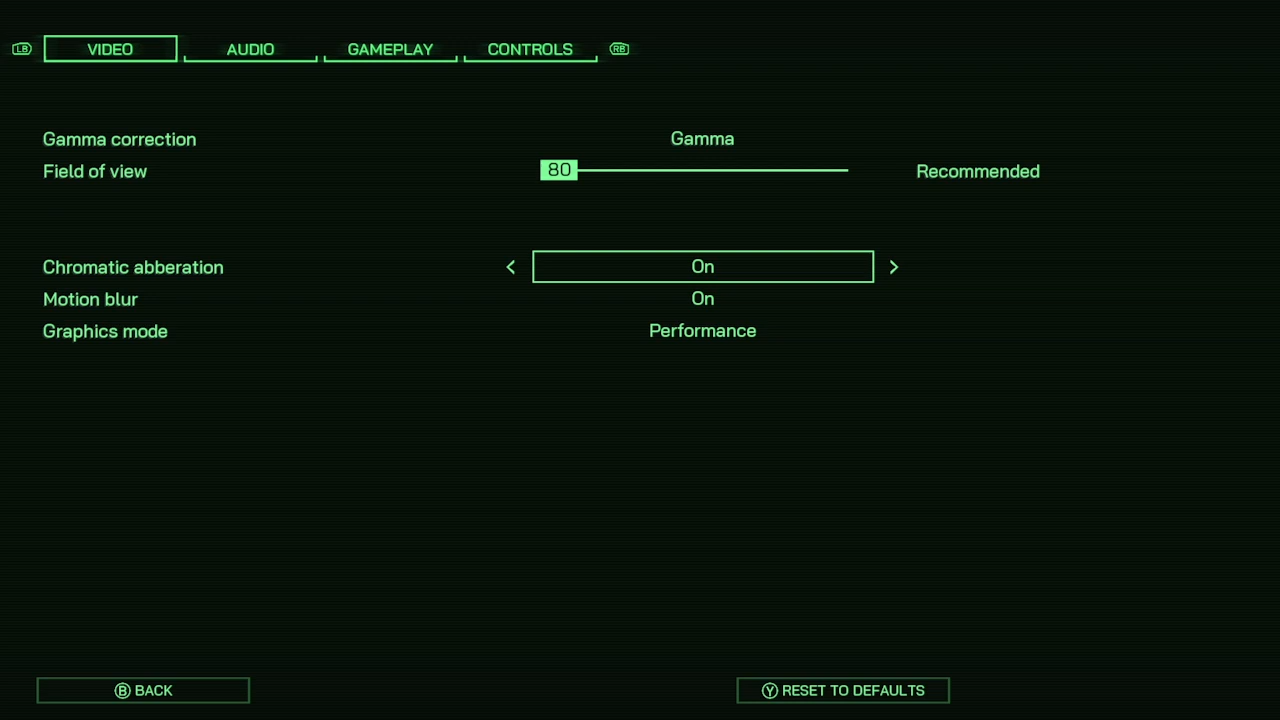 LB VIDEO AUDIO GAMEPLAY CONTROLS RB
Gamma correction Gamma
Field of view 80 Recommended
Chromatic abberation < On >
Motion blur On
Graphics mode Performance
B BACK Y RESET TO DEFAULTS